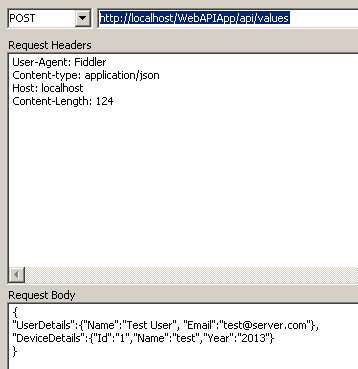 POST http://localhost/WebAPIApp/api/values
Request Headers
User-Agent: Fiddler
Content-type: application/json
Host: localhost
Content-Length: 124
Request Body
{
"UserDetails":{"Name":"Test User", "Email":"test@server.com"},
"DeviceDetails":{"Id":"1","Name":"test","Year":"2013"}
}